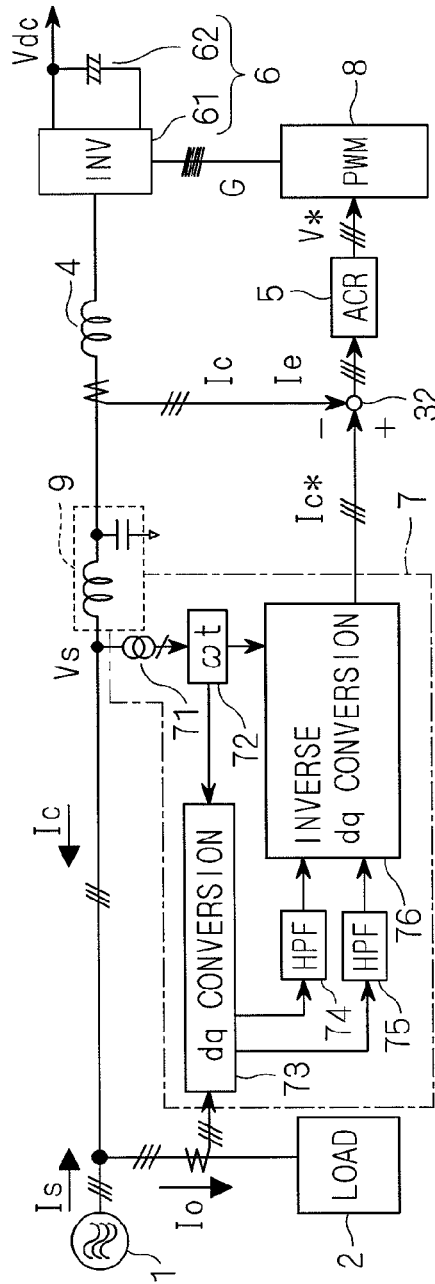 Vdc
62
61
6
INV
4
G
8
PWM
V*
5
ACR
Ic
Ie
−
+
32
9
Ic*
7
Vs
71
ωt
72
Ic
INVERSE
dq CONVERSION
76
dq CONVERSION
73
HPF
74
HPF
75
Is
1
Io
LOAD
2